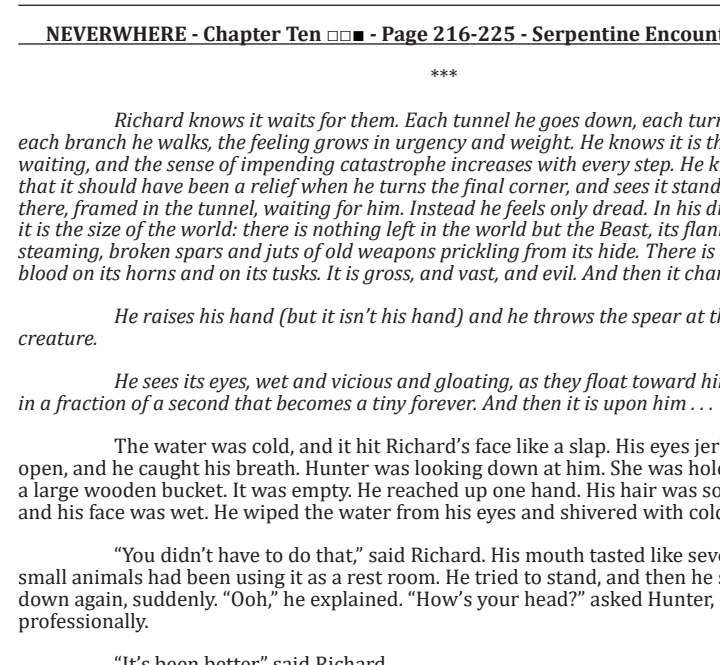 NEVERWHERE - Chapter Ten □□■ - Page 216-225 - Serpentine Encount
***
Richard knows it waits for them. Each tunnel he goes down, each turn
each branch he walks, the feeling grows in urgency and weight. He knows it is th
waiting, and the sense of impending catastrophe increases with every step. He k
that it should have been a relief when he turns the final corner, and sees it stand
there, framed in the tunnel, waiting for him. Instead he feels only dread. In his d
it is the size of the world: there is nothing left in the world but the Beast, its flan
steaming, broken spars and juts of old weapons prickling from its hide. There is
blood on its horns and on its tusks. It is gross, and vast, and evil. And then it char
He raises his hand (but it isn’t his hand) and he throws the spear at th
creature.
He sees its eyes, wet and vicious and gloating, as they float toward hi
in a fraction of a second that becomes a tiny forever. And then it is upon him . . .
The water was cold, and it hit Richard’s face like a slap. His eyes jer
open, and he caught his breath. Hunter was looking down at him. She was hol
a large wooden bucket. It was empty. He reached up one hand. His hair was so
and his face was wet. He wiped the water from his eyes and shivered with cold
“You didn’t have to do that,” said Richard. His mouth tasted like seve
small animals had been using it as a rest room. He tried to stand, and then he s
down again, suddenly. “Ooh,” he explained. “How’s your head?” asked Hunter,
professionally.
“It’s been better,” said Richard.